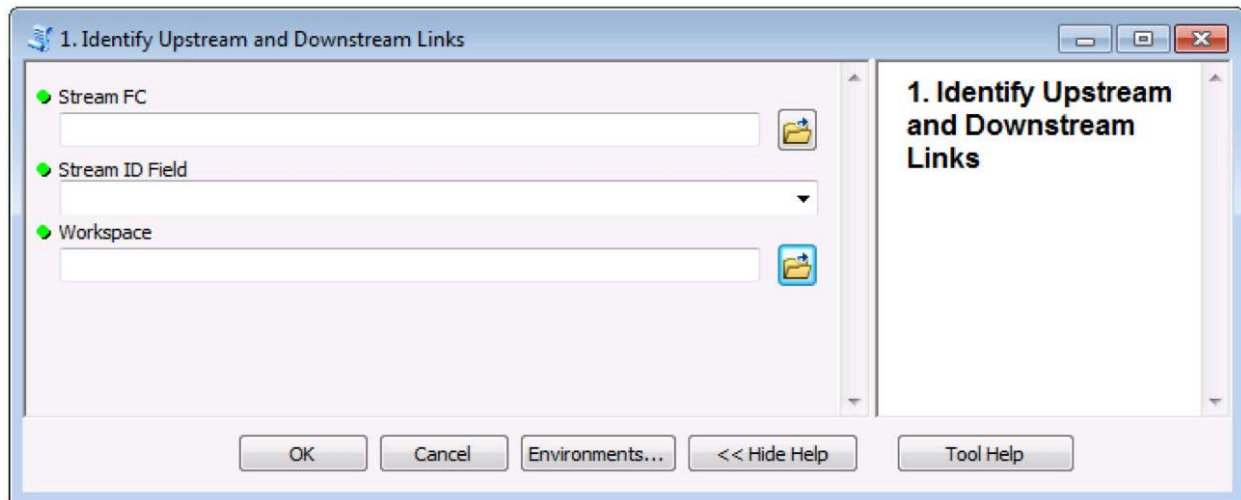 1. Identify Upstream and Downstream Links
Stream FC
Stream ID Field
Workspace
1. Identify Upstream
and Downstream
Links
OK
Cancel
Environments...
<< Hide Help
Tool Help